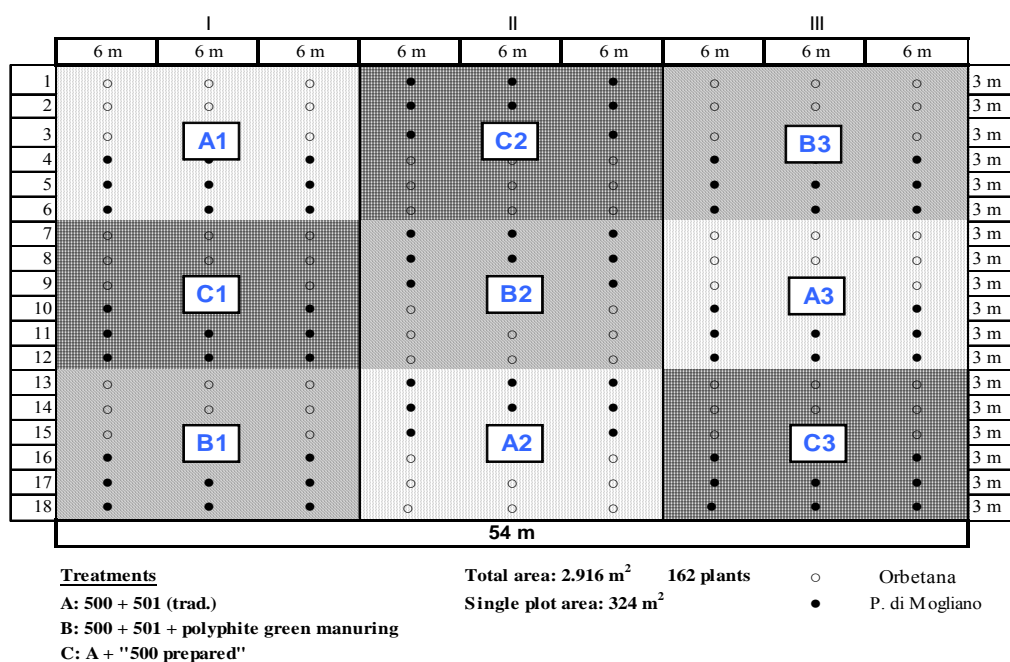 I II III
6 m 6 m 6 m 6 m 6 m 6 m 6 m 6 m 6 m
1 3 m
2 3 m
3 A1 C2 B3 3 m
4 3 m
5 3 m
6 3 m
7 3 m
8 3 m
9 C1 B2 A3 3 m
10 3 m
11 3 m
12 3 m
13 3 m
14 3 m
15 B1 A2 C3 3 m
16 3 m
17 3 m
18 3 m
54 m
Treatments Total area: 2.916 m² 162 plants Orbetana
A: 500 + 501 (trad.) Single plot area: 324 m² P. di Mogliano
B: 500 + 501 + polyphite green manuring
C: A + "500 prepared"